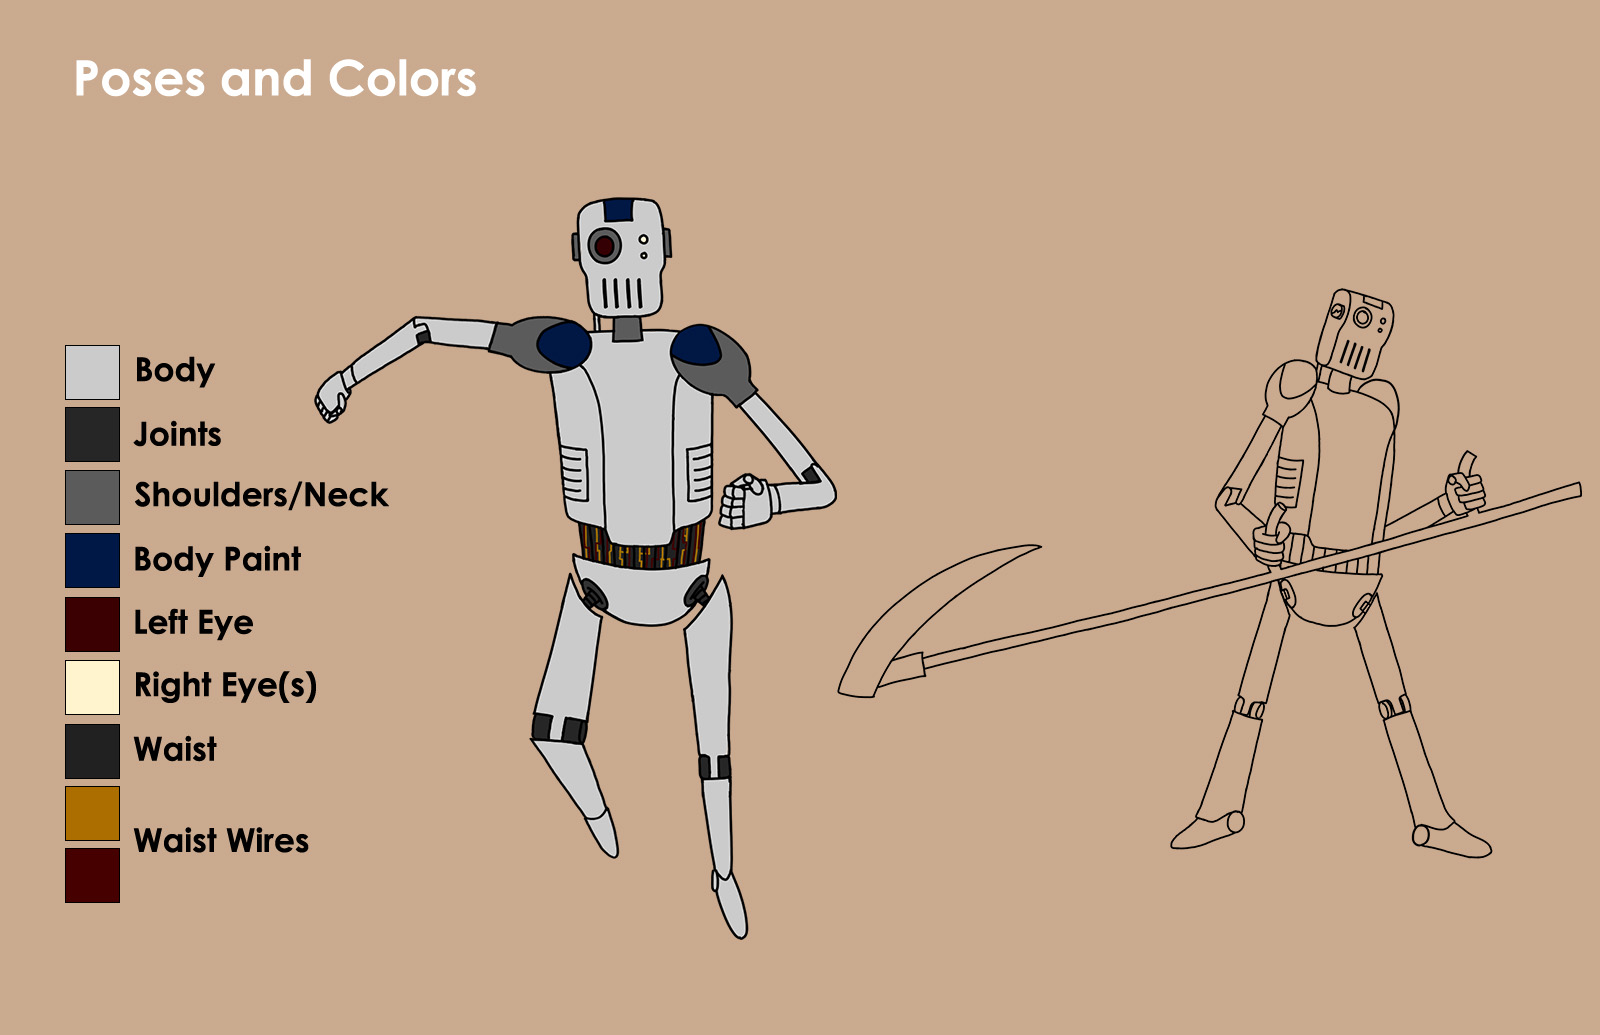 Poses and Colors
Body
Joints
Shoulders/Neck
Body Paint
Left Eye
Right Eye(s)
Waist
Waist Wires